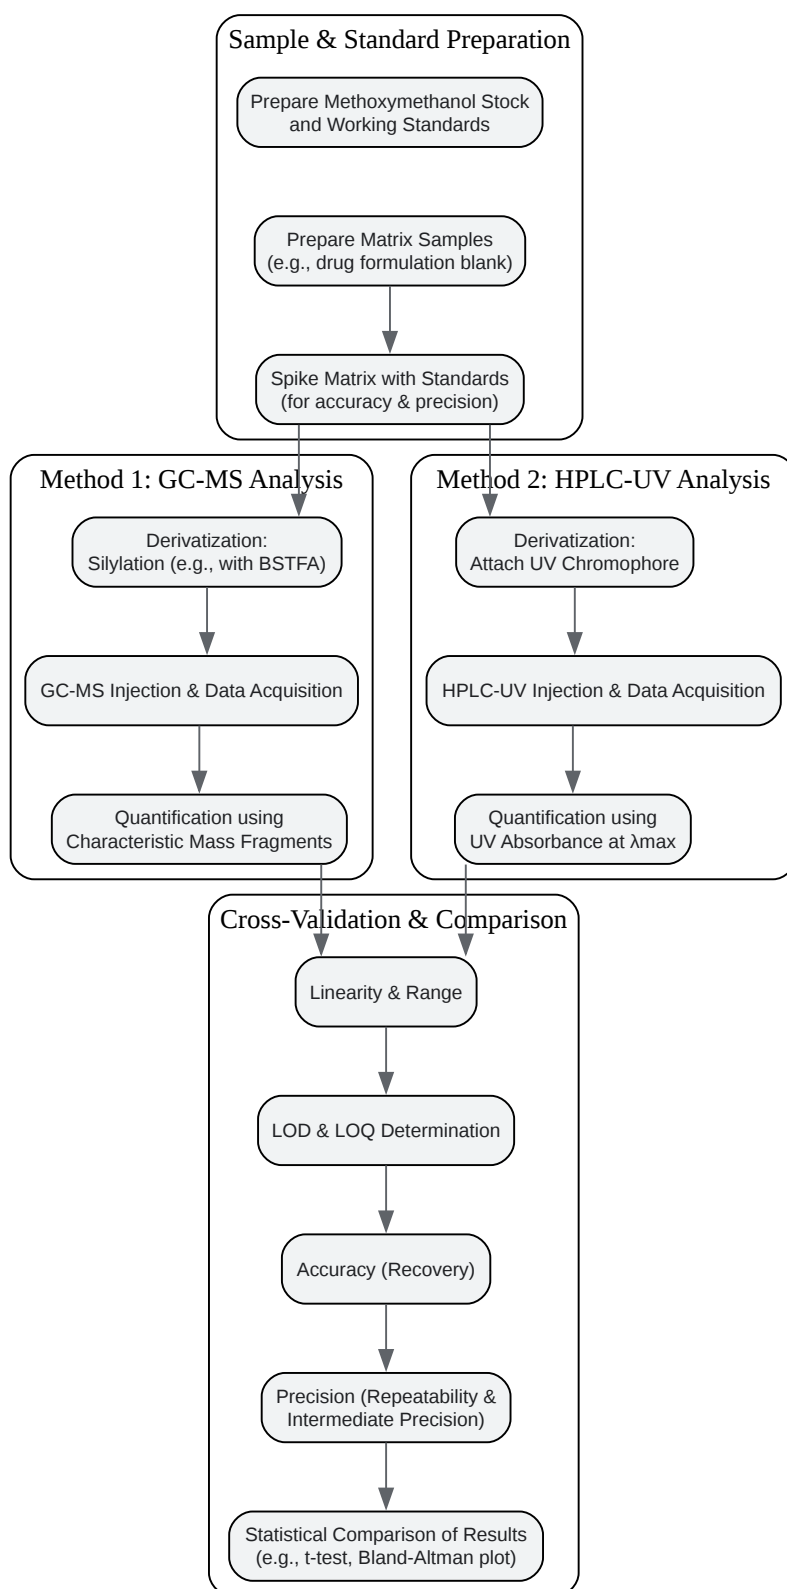 Sample & Standard Preparation
Prepare Methoxymethanol Stock
and Working Standards
Prepare Matrix Samples
(e.g., drug formulation blank)
Spike Matrix with Standards
(for accuracy & precision)
Method 1: GC-MS Analysis
Derivatization:
Silylation (e.g., with BSTFA)
GC-MS Injection & Data Acquisition
Quantification using
Characteristic Mass Fragments
Method 2: HPLC-UV Analysis
Derivatization:
Attach UV Chromophore
HPLC-UV Injection & Data Acquisition
Quantification using
UV Absorbance at λmax
Cross-Validation & Comparison
Linearity & Range
LOD & LOQ Determination
Accuracy (Recovery)
Precision (Repeatability &
Intermediate Precision)
Statistical Comparison of Results
(e.g., t-test, Bland-Altman plot)